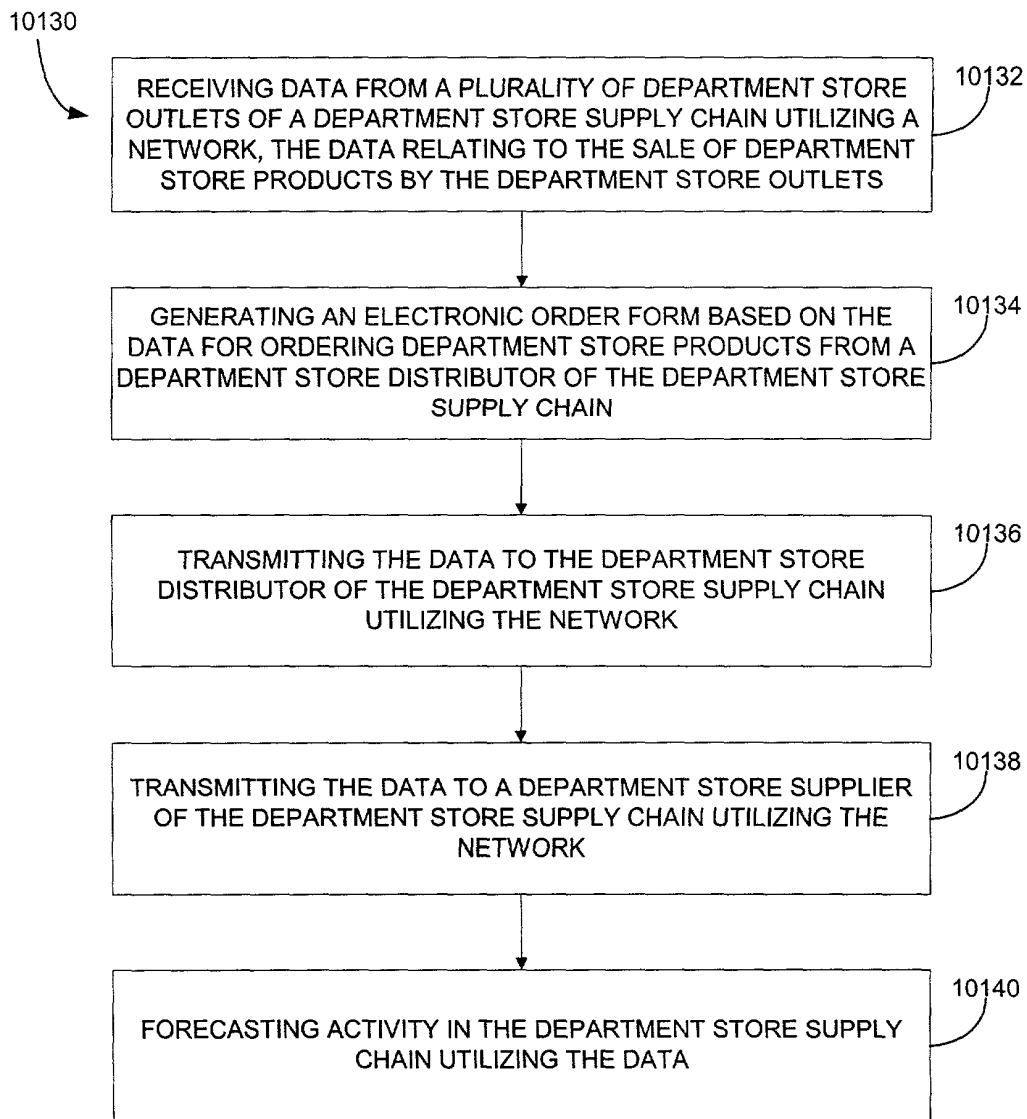 10130
RECEIVING DATA FROM A PLURALITY OF DEPARTMENT STORE
OUTLETS OF A DEPARTMENT STORE SUPPLY CHAIN UTILIZING A
NETWORK, THE DATA RELATING TO THE SALE OF DEPARTMENT
STORE PRODUCTS BY THE DEPARTMENT STORE OUTLETS
10132
GENERATING AN ELECTRONIC ORDER FORM BASED ON THE
DATA FOR ORDERING DEPARTMENT STORE PRODUCTS FROM A
DEPARTMENT STORE DISTRIBUTOR OF THE DEPARTMENT STORE
SUPPLY CHAIN
10134
TRANSMITTING THE DATA TO THE DEPARTMENT STORE
DISTRIBUTOR OF THE DEPARTMENT STORE SUPPLY CHAIN
UTILIZING THE NETWORK
10136
TRANSMITTING THE DATA TO A DEPARTMENT STORE SUPPLIER
OF THE DEPARTMENT STORE SUPPLY CHAIN UTILIZING THE
NETWORK
10138
FORECASTING ACTIVITY IN THE DEPARTMENT STORE SUPPLY
CHAIN UTILIZING THE DATA
10140